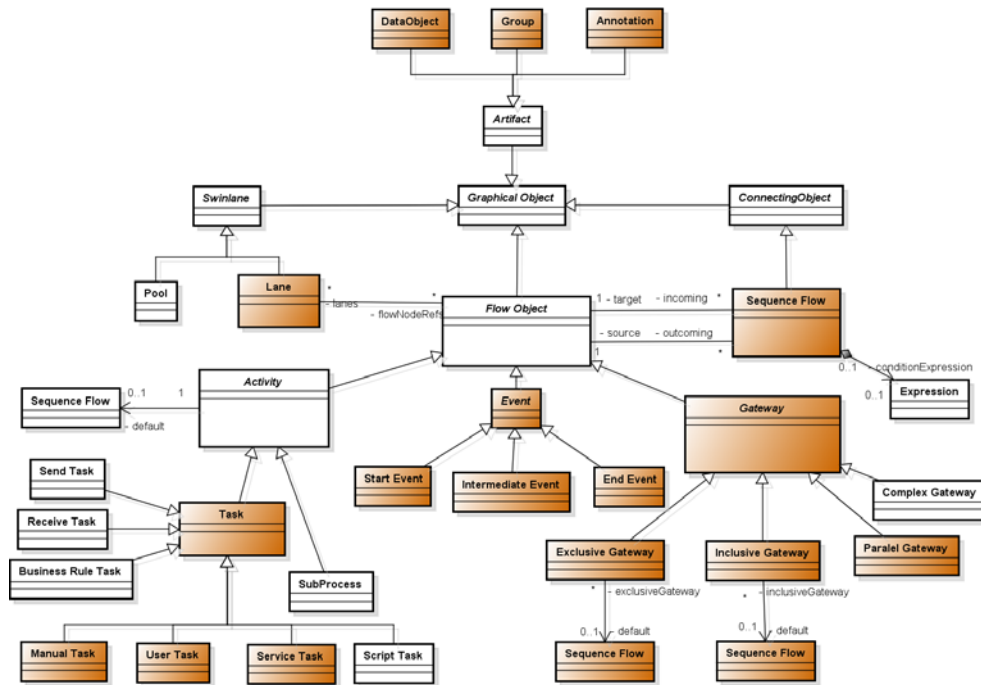 DataObject
Group
Annotation
Artifact
Swinlane
Graphical Object
ConnectingObject
Pool
Lane
*
- lanes
*
- flowNodeRefs
Flow Object
1 - target
- incoming *
- source
1
- outcoming
*
Sequence Flow
0..1
- conditionExpression
0..1
Expression
Sequence Flow
0..1
1
- default
Activity
Event
Gateway
Send Task
Receive Task
Business Rule Task
Task
SubProcess
Start Event
Intermediate Event
End Event
Complex Gateway
Exclusive Gateway
Inclusive Gateway
Paralel Gateway
* - exclusiveGateway
* - inclusiveGateway
0..1 - default
0..1 - default
Manual Task
User Task
Service Task
Script Task
Sequence Flow
Sequence Flow